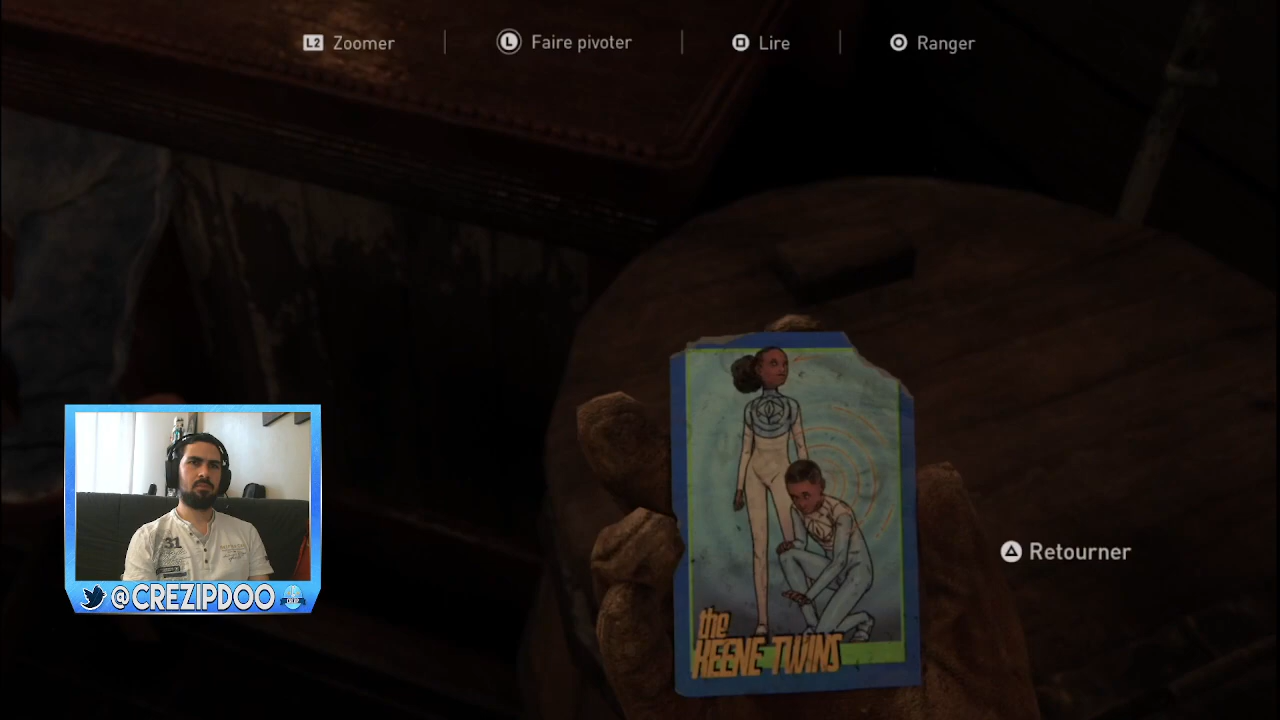 L2 Zoomer
L Faire pivoter
Lire
Ranger
31
the
KEENE TWINS
Retourner
@CREZIPDOO